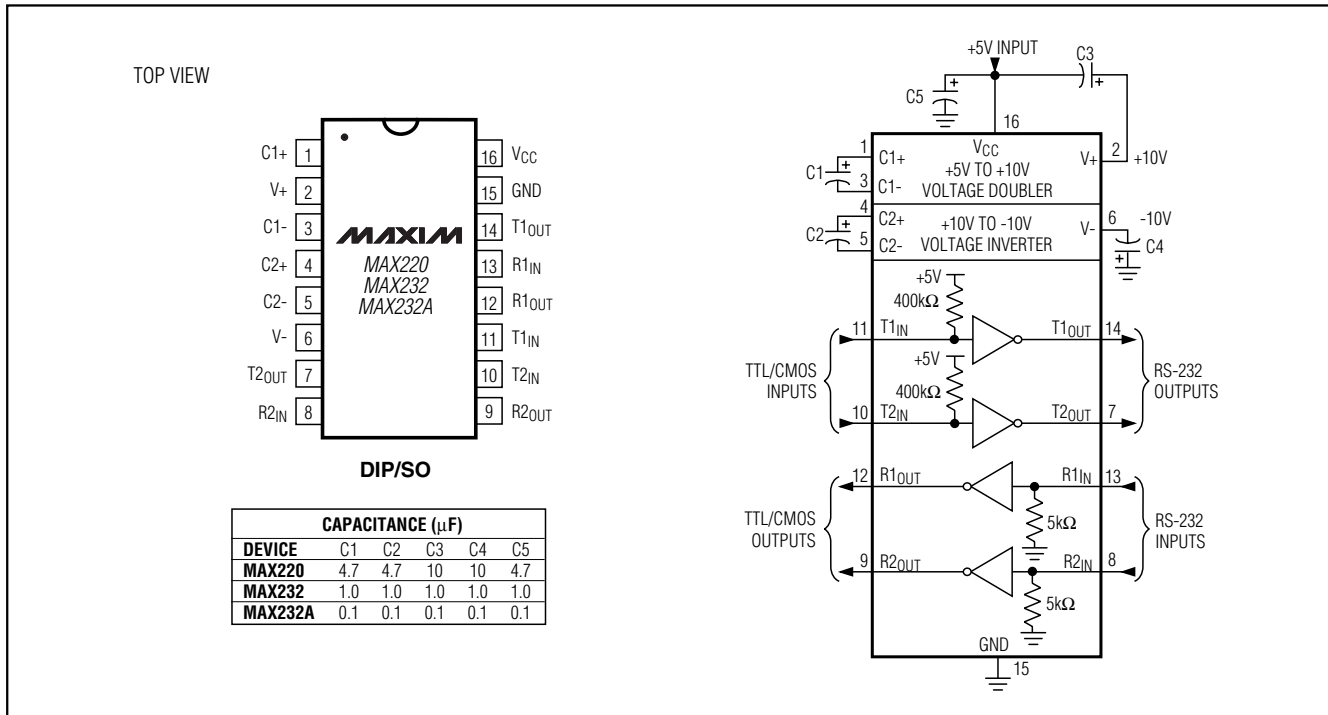 TOP VIEW
C1+ 1
V+ 2
C1- 3
C2+ 4
C2- 5
V- 6
T2OUT 7
R2IN 8
16 VCC
15 GND
14 T1OUT
13 R1IN
12 R1OUT
11 T1IN
10 T2IN
9 R2OUT
MAXIM
MAX220
MAX232
MAX232A
DIP/SO
CAPACITANCE (μF)
DEVICE C1 C2 C3 C4 C5
MAX220 4.7 4.7 10 10 4.7
MAX232 1.0 1.0 1.0 1.0 1.0
MAX232A 0.1 0.1 0.1 0.1 0.1
+5V INPUT
C3
C5 +
+
16
1 C1+
C1 +
3 C1-
VCC
+5V TO +10V
VOLTAGE DOUBLER
V+ 2 +10V
4 C2+
C2 +
5 C2-
+10V TO -10V
VOLTAGE INVERTER
V- 6 -10V
C4
+
+5V
400kΩ
11 T1IN T1OUT 14
+5V
400kΩ
10 T2IN T2OUT 7
TTL/CMOS
INPUTS
RS-232
OUTPUTS
12 R1OUT R1IN 13
5kΩ
9 R2OUT R2IN 8
5kΩ
TTL/CMOS
OUTPUTS
RS-232
INPUTS
GND
15